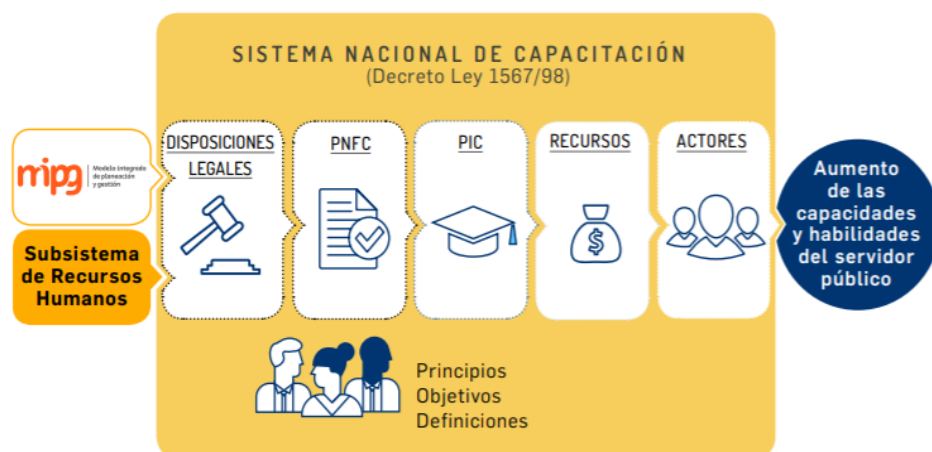 SISTEMA NACIONAL DE CAPACITACIÓN
(Decreto Ley 1567/98)
mipg
Modelo integrado
de planeación
y gestión
Subsistema
de Recursos
Humanos
DISPOSICIONES
LEGALES
PNFC
PIC
RECURSOS
$
ACTORES
Aumento
de las
capacidades
y habilidades
del servidor
público
Principios
Objetivos
Definiciones